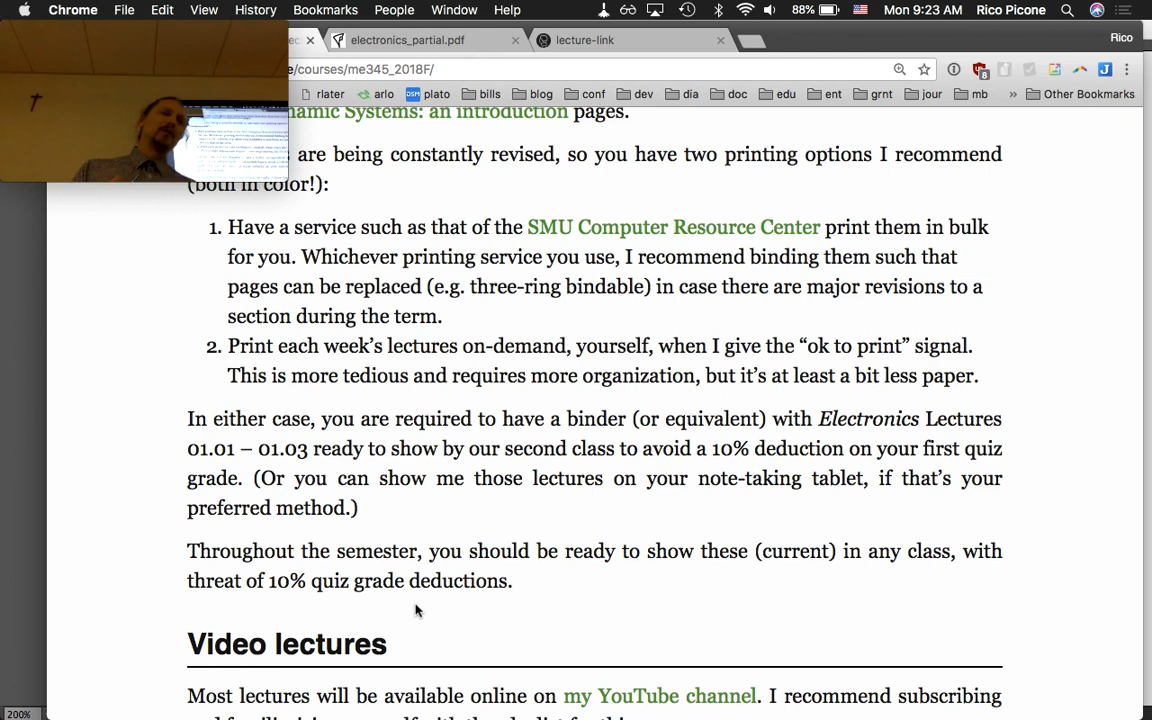 Chrome File Edit View History Bookmarks People Window Help 88% Mon 9:23 AM Rico Picone
electronics_partial.pdf lecture-link Rico
e/courses/me345_2018F/ 8
rlater arlo DSM plato bills blog conf dev dia doc edu ent grnt jour mb » Other Bookmarks
namic Systems: an introduction pages.
are being constantly revised, so you have two printing options I recommend
(both in color!):
1. Have a service such as that of the SMU Computer Resource Center print them in bulk
for you. Whichever printing service you use, I recommend binding them such that
pages can be replaced (e.g. three-ring bindable) in case there are major revisions to a
section during the term.
2. Print each week's lectures on-demand, yourself, when I give the “ok to print” signal.
This is more tedious and requires more organization, but it's at least a bit less paper.
In either case, you are required to have a binder (or equivalent) with Electronics Lectures
01.01 – 01.03 ready to show by our second class to avoid a 10% deduction on your first quiz
grade. (Or you can show me those lectures on your note-taking tablet, if that's your
preferred method.)
Throughout the semester, you should be ready to show these (current) in any class, with
threat of 10% quiz grade deductions.
Video lectures
Most lectures will be available online on my YouTube channel. I recommend subscribing
200%